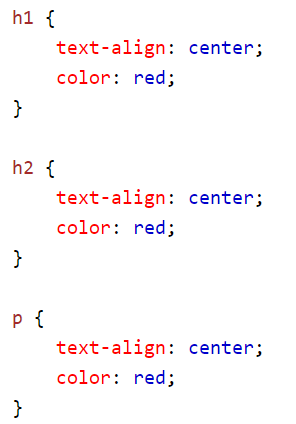 h1 {
    text-align: center;
    color: red;
}

h2 {
    text-align: center;
    color: red;
}

p {
    text-align: center;
    color: red;
}